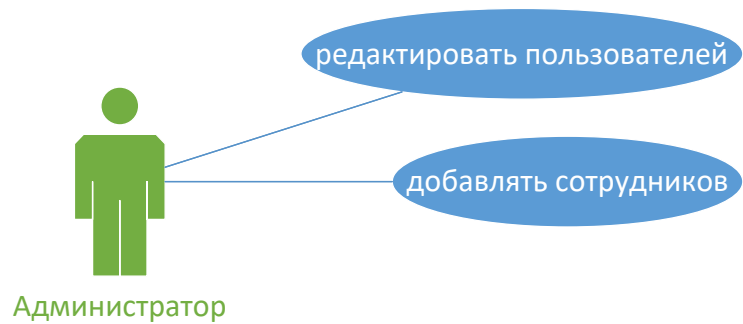 редактировать пользователей
добавлять сотрудников
Администратор